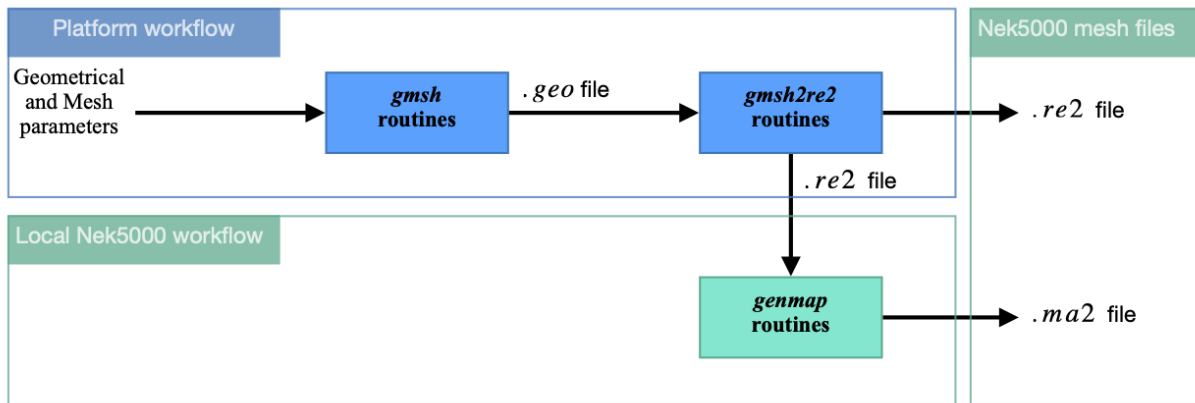 Platform workflow
Nek5000 mesh files
Geometrical
and Mesh
parameters
gmsh
routines
.geo file
gmsh2re2
routines
.re2 file
.re2 file
Local Nek5000 workflow
genmap
routines
.ma2 file